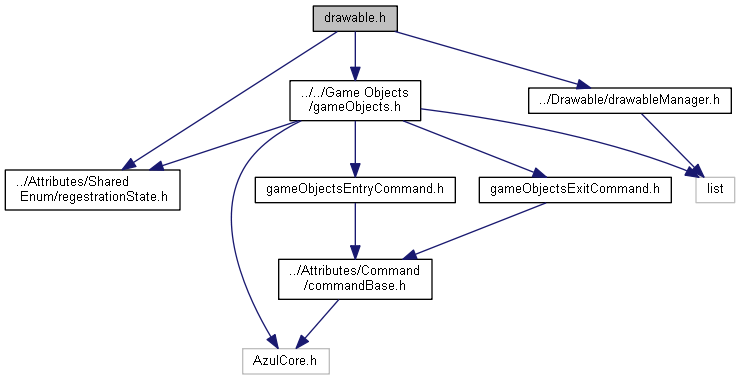 drawable.h
../../Game Objects
/gameObjects.h
../Drawable/drawableManager.h
../Attributes/Shared
Enum/regestrationState.h
gameObjectsEntryCommand.h
gameObjectsExitCommand.h
list
../Attributes/Command
/commandBase.h
AzulCore.h